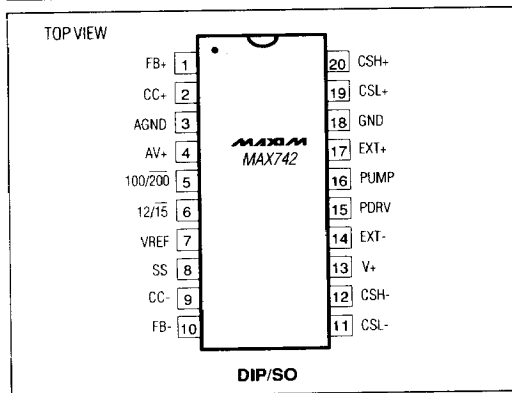 TOP VIEW
FB+ 1
CC+ 2
AGND 3
AV+ 4
100/200 5
12/15 6
VREF 7
SS 8
CC- 9
FB- 10
MAXIM
MAX742
20 CSH+
19 CSL+
18 GND
17 EXT+
16 PUMP
15 PDRV
14 EXT-
13 V+
12 CSH-
11 CSL-
DIP/SO